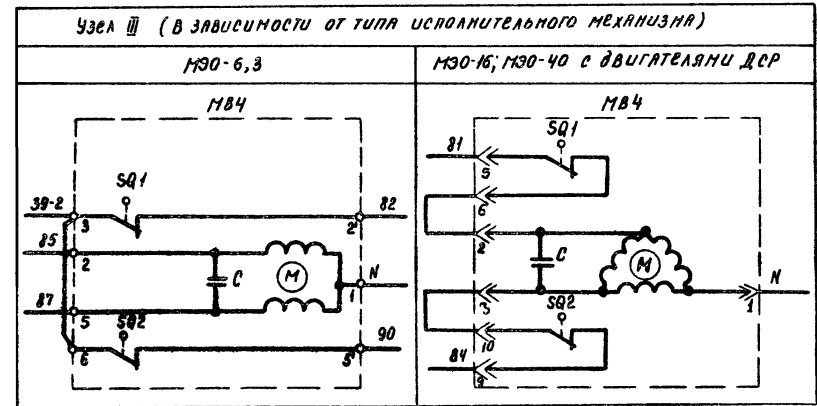 Узел III (В зависимости от типа исполнительного механизма)
МЭО-6,3
МЭО-16; МЭО-40 с двигателями ДСР
МВ4
SQ1
39-2
3
2'
82
85
2
С
М
1
N
87
5
SQ2
6
5'
90
МВ4
SQ1
81
5
6
2
С
М
N
1
3
SQ2
10
84
9